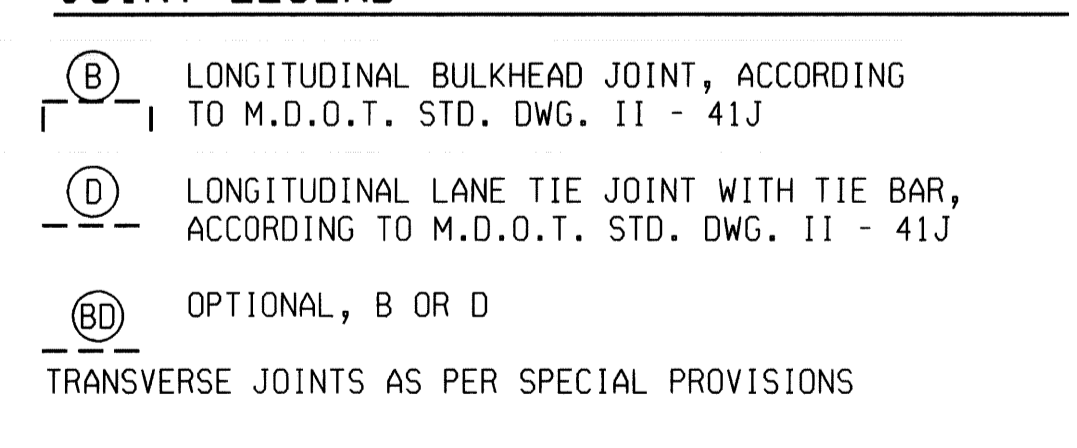 JOINT LEGEND
B LONGITUDINAL BULKHEAD JOINT, ACCORDING
TO M.D.O.T. STD. DWG. II - 41J
D LONGITUDINAL LANE TIE JOINT WITH TIE BAR,
ACCORDING TO M.D.O.T. STD. DWG. II - 41J
BD OPTIONAL, B OR D
TRANSVERSE JOINTS AS PER SPECIAL PROVISIONS